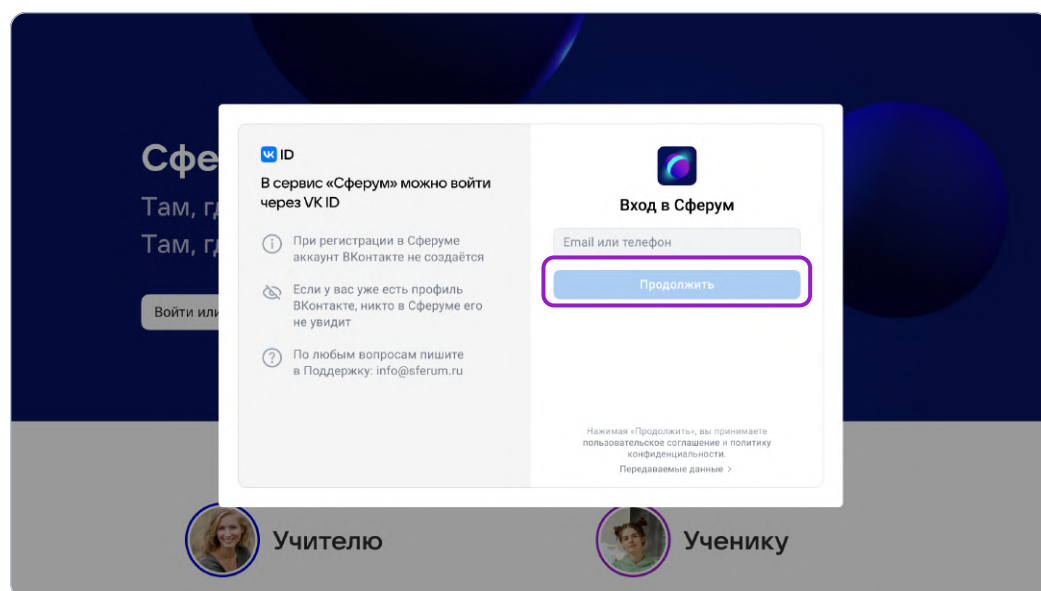 Сфе
Там, г
Там, г
Войти или
VK ID
В сервис «Сферум» можно войти
через VK ID
При регистрации в Сферуме
аккаунт ВКонтакте не создаётся
Если у вас уже есть профиль
ВКонтакте, никто в Сферуме его
не увидит
По любым вопросам пишите
в Поддержку: info@sferum.ru
Вход в Сферум
Email или телефон
Продолжить
Нажимая «Продолжить», вы принимаете
пользовательское соглашение и политику
конфиденциальности.
Передаваемые данные >
Учителю
Ученику